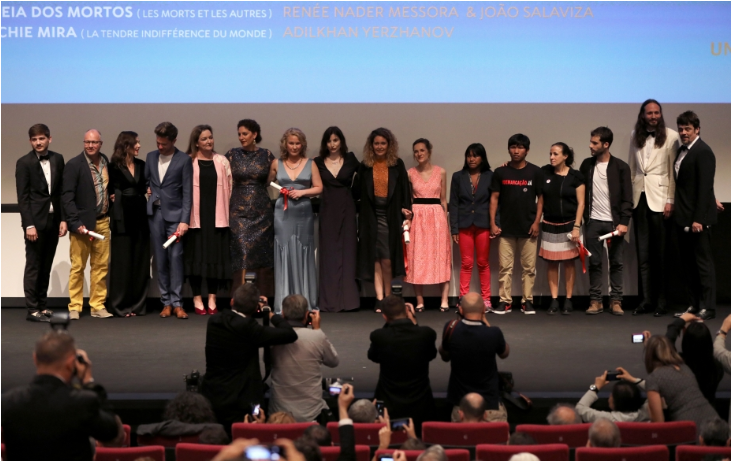 EIA DOS MORTOS ( LES MORTS ET LES AUTRES ) RENÉE NADER MESSORA & JOÃO SALAVIZA
CHIE MIRA ( LA TENDRE INDIFFÉRENCE DU MONDE ) ADILKHAN YERZHANOV
UN